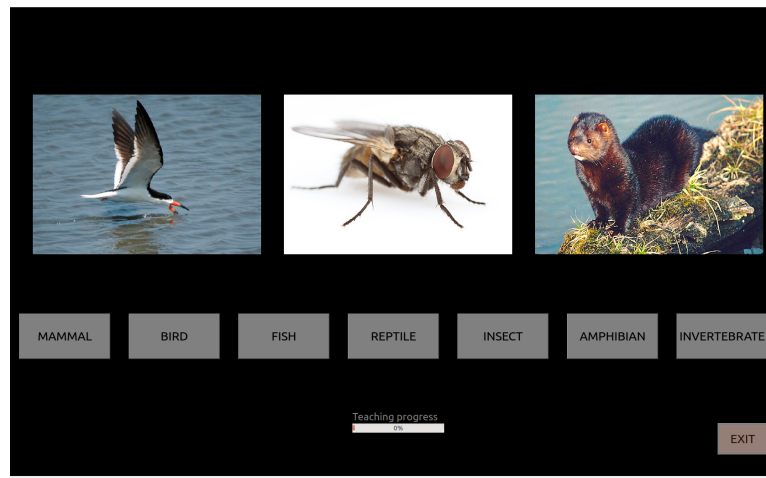 MAMMAL
BIRD
FISH
REPTILE
INSECT
AMPHIBIAN
INVERTEBRATE
Teaching progress
0%
EXIT